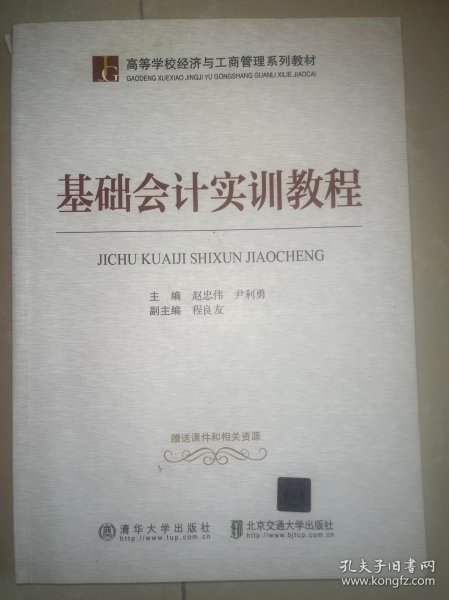 高等学校经济与工商管理系列教材
GAODENG XUEXIAO JINGJI YU GONGSHANG GUANLI XILIE JIAOCAI
JG
基础会计实训教程
JICHU KUAIJI SHIXUN JIAOCHENG
主 编 赵忠伟 尹利勇
副主编 程良友
赠送课件和相关资源
清华大学出版社
http://www.tup.com.cn
北京交通大学出版社
http://www.bjtup.com.cn
孔夫子旧书网
www.kongfz.com